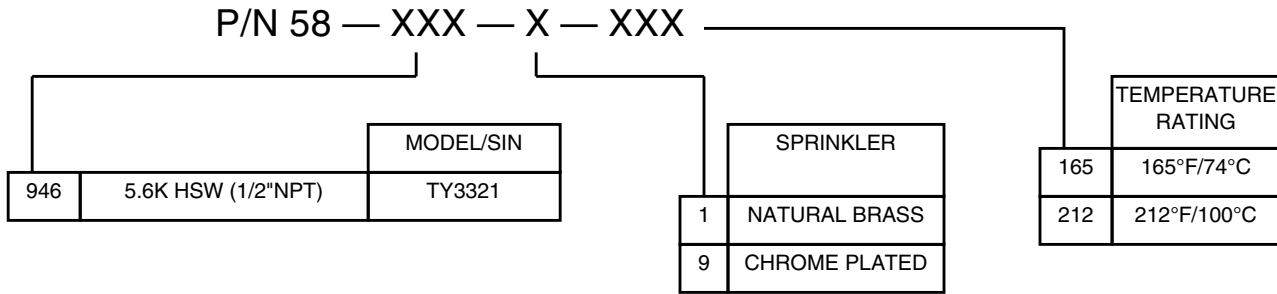 P/N 58 — XXX — X — XXX
MODEL/SIN
946 5.6K HSW (1/2"NPT) TY3321
SPRINKLER
1 NATURAL BRASS
9 CHROME PLATED
TEMPERATURE
RATING
165 165°F/74°C
212 212°F/100°C